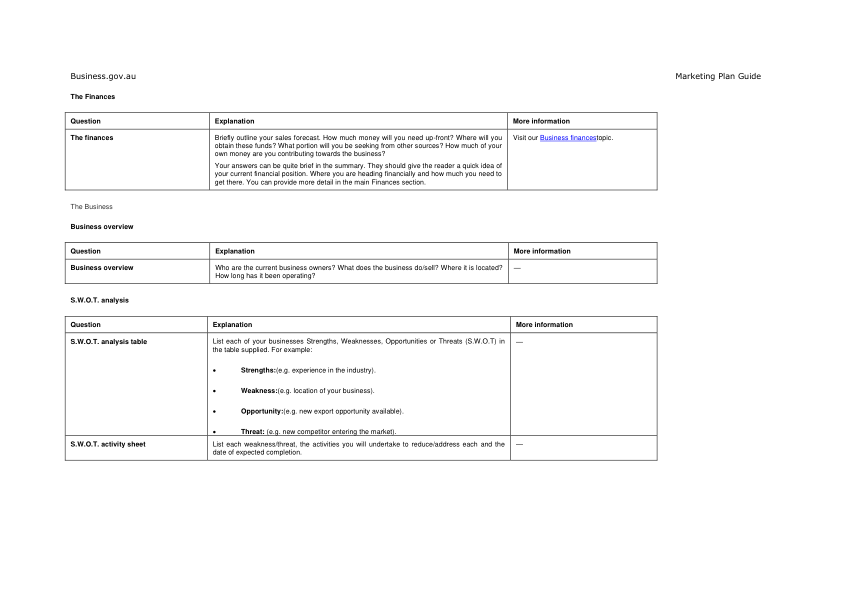 Business.gov.au Marketing Plan Guide
The Finances
Question Explanation More information
The finances Briefly outline your sales forecast. How much money will you need up-front? Where will you Visit our Business financestopic.
obtain these funds? What portion will you be seeking from other sources? How much of your
own money are you contributing towards the business?
Your answers can be quite brief in the summary. They should give the reader a quick idea of
your current financial position. Where you are heading financially and how much you need to
get there. You can provide more detail in the main Finances section.
The Business
Business overview
Question Explanation More information
Business overview Who are the current business owners? What does the business do/sell? Where it is located? —
How long has it been operating?
S.W.O.T. analysis
Question Explanation More information
S.W.O.T. analysis table List each of your businesses Strengths, Weaknesses, Opportunities or Threats (S.W.O.T) in —
the table supplied. For example:
• Strengths:(e.g. experience in the industry).
• Weakness:(e.g. location of your business).
• Opportunity:(e.g. new export opportunity available).
• Threat: (e.g. new competitor entering the market).
S.W.O.T. activity sheet List each weakness/threat, the activities you will undertake to reduce/address each and the —
date of expected completion.